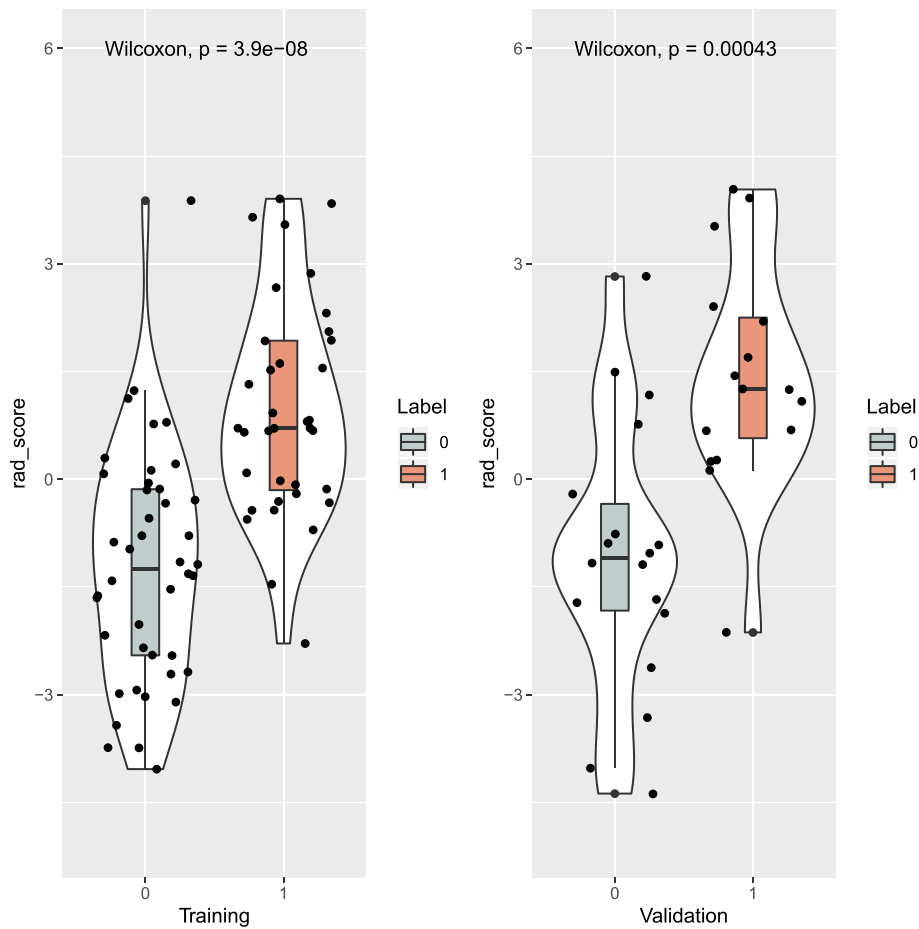 Wilcoxon, p = 3.9e−08
rad_score
6
3
0
−3
0
1
Training
Label
0
1
Wilcoxon, p = 0.00043
rad_score
6
3
0
−3
0
1
Validation
Label
0
1